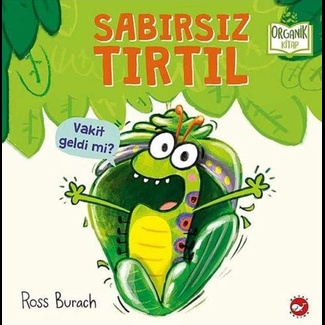 SABIRSIZ
TIRTIL
ORGANİK
KİTAP
Vakit
geldi mi?
Ross Burach